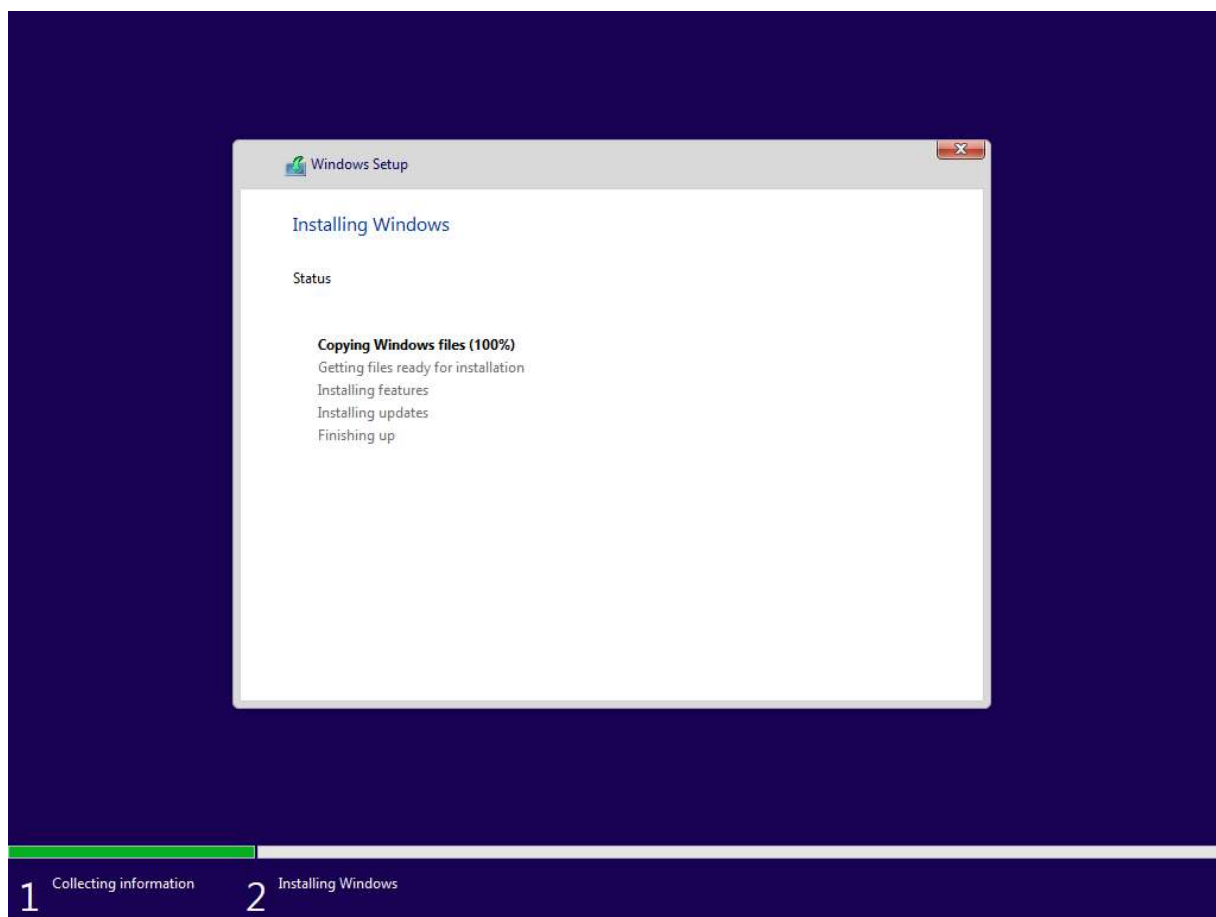 Windows Setup
Installing Windows
Status
Copying Windows files (100%)
Getting files ready for installation
Installing features
Installing updates
Finishing up
1 Collecting information 2 Installing Windows